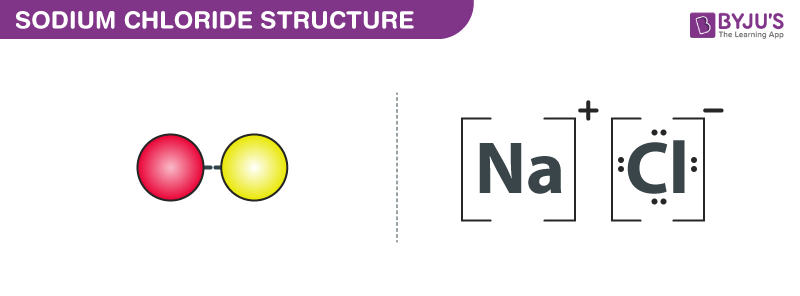 SODIUM CHLORIDE STRUCTURE
BYJU'S
The Learning App
[Na]+ [Cl]−